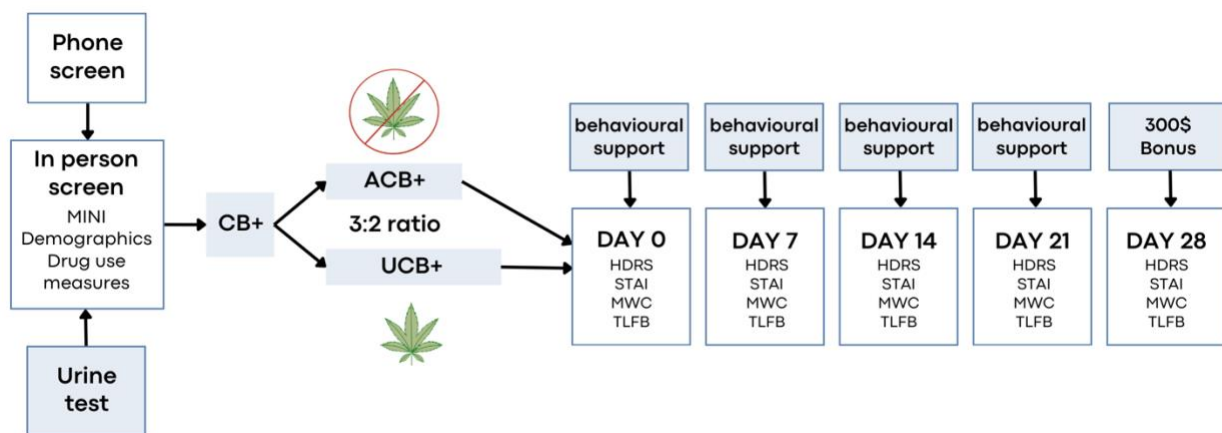 Phone
screen
In person
screen
MINI
Demographics
Drug use
measures
Urine
test
CB+
ACB+
3:2 ratio
UCB+
behavioural
support
DAY 0
HDRS
STAI
MWC
TLFB
behavioural
support
DAY 7
HDRS
STAI
MWC
TLFB
behavioural
support
DAY 14
HDRS
STAI
MWC
TLFB
behavioural
support
DAY 21
HDRS
STAI
MWC
TLFB
300$
Bonus
DAY 28
HDRS
STAI
MWC
TLFB